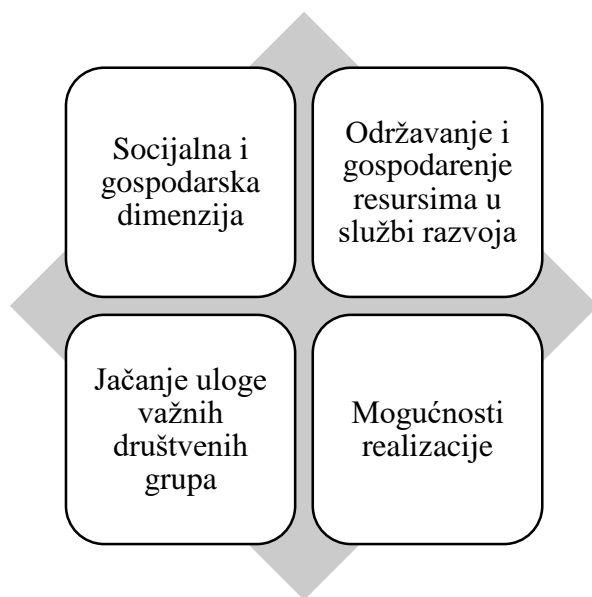 Socijalna i
gospodarska
dimenzija
Održavanje i
gospodarenje
resursima u
službi razvoja
Jačanje uloge
važnih
društvenih
grupa
Mogućnosti
realizacije